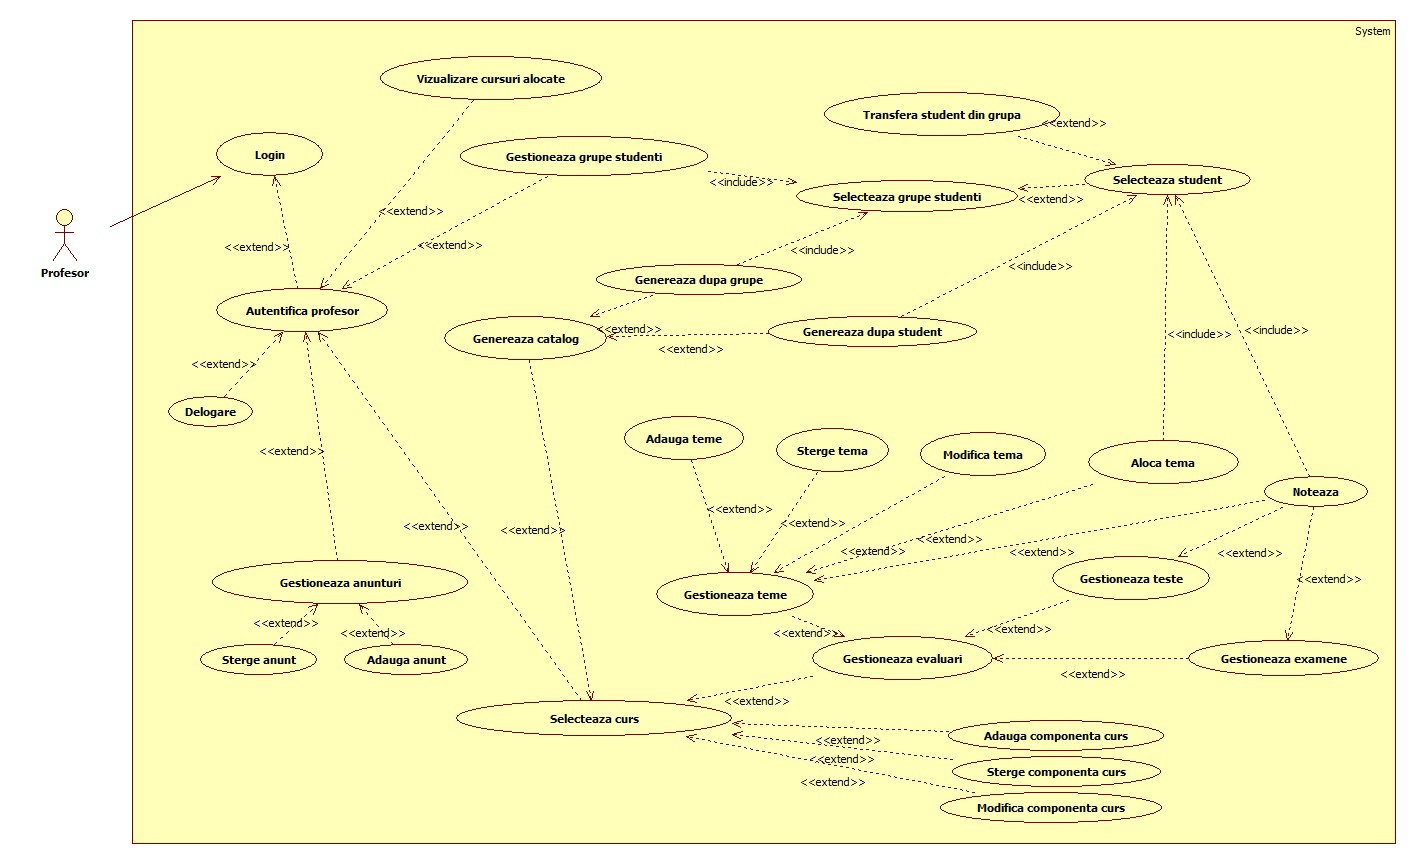 System
Vizualizare cursuri alocate
Transfera student din grupa
<<extend>>
Login
Gestioneaza grupe studenti
Selecteaza student
<<include>>
Selecteaza grupe studenti
<<extend>>
<<extend>>
<<extend>>
<<extend>>
<<include>>
<<include>>
Profesor
Genereaza dupa grupe
Autentifica profesor
<<extend>>
Genereaza dupa student
<<include>>
<<include>>
Genereaza catalog
<<extend>>
<<extend>>
Delogare
Adauga teme
Sterge tema
Modifica tema
Aloca tema
<<extend>>
Noteaza
<<extend>>
<<extend>>
<<extend>>
<<extend>>
<<extend>>
<<extend>>
<<extend>>
<<extend>>
Gestioneaza anunturi
Gestioneaza teme
Gestioneaza teste
<<extend>>
<<extend>>
<<extend>>
<<extend>>
<<extend>>
Sterge anunt
Adauga anunt
Gestioneaza evaluari
Gestioneaza examene
<<extend>>
<<extend>>
Selecteaza curs
Adauga componenta curs
<<extend>>
<<extend>>
Sterge componenta curs
<<extend>>
Modifica componenta curs